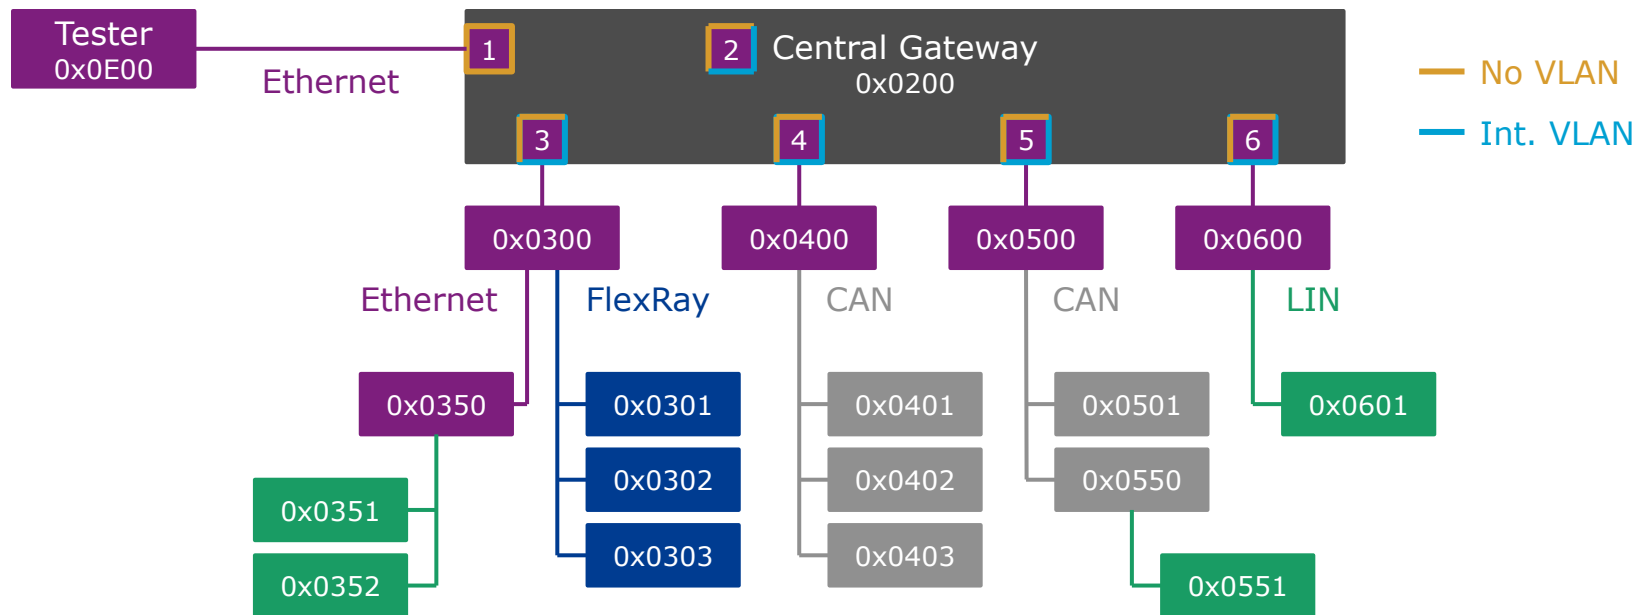 Tester
0x0E00
Ethernet
1
2
Central Gateway
0x0200
3
4
5
6
No VLAN
Int. VLAN
0x0300
0x0400
0x0500
0x0600
Ethernet
FlexRay
CAN
CAN
LIN
0x0350
0x0301
0x0401
0x0501
0x0601
0x0302
0x0402
0x0550
0x0351
0x0303
0x0403
0x0352
0x0551